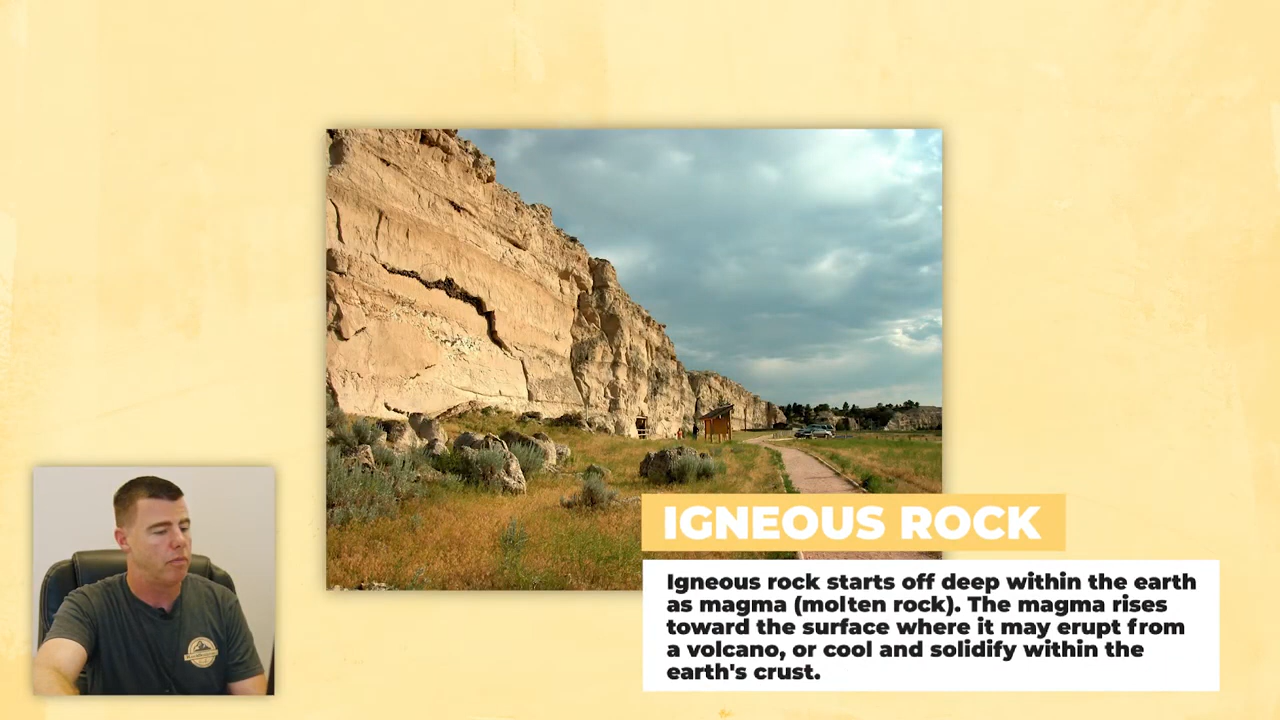 IGNEOUS ROCK
Igneous rock starts off deep within the earth
as magma (molten rock). The magma rises
toward the surface where it may erupt from
a volcano, or cool and solidify within the
earth's crust.